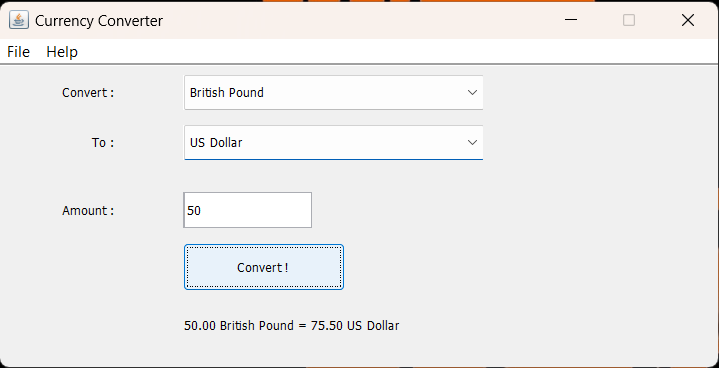 Currency Converter
File Help
Convert :
British Pound
To :
US Dollar
Amount :
50
Convert !
50.00 British Pound = 75.50 US Dollar